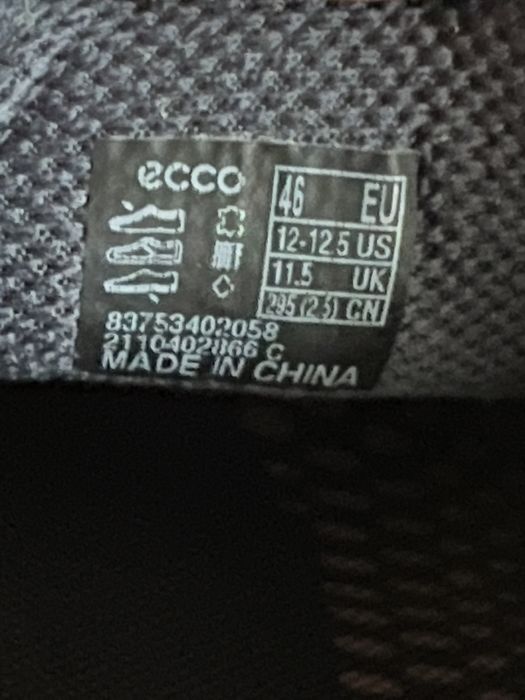 ecco
46 EU
12-12.5 US
11.5 UK
295 (2.5) CN
83753402058
2110402866 C
MADE IN CHINA